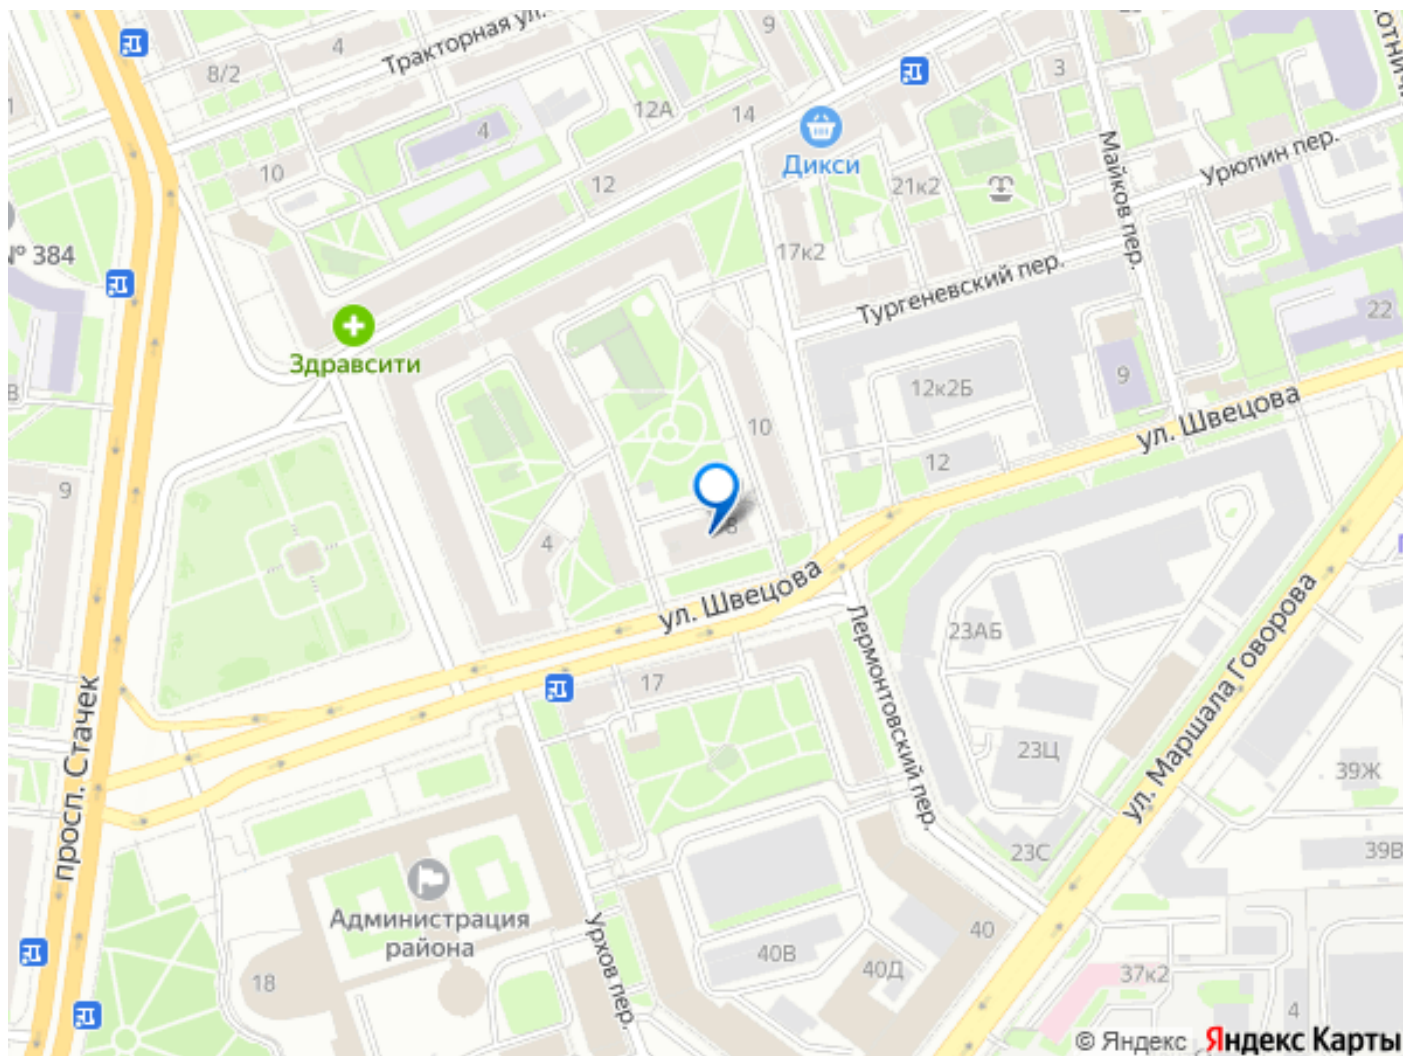 Тракторная ул.
4
8/2
9
3
12А
14
4
10
12
Дикси
21к2
Майков пер.
Урюпин пер.
№ 384
17к2
Тургеневский пер.
Здравсити
22
9
12к2Б
ул. Швецова
10
12
9
8
4
ул. Швецова
23АБ
17
Лермонтовский пер.
ул. Маршала Говорова
просп. Стачек
23Ц
39Ж
23С
39В
Администрация
района
Урхов пер.
40
40В
40Д
18
37к2
4
© Яндекс Яндекс Карты